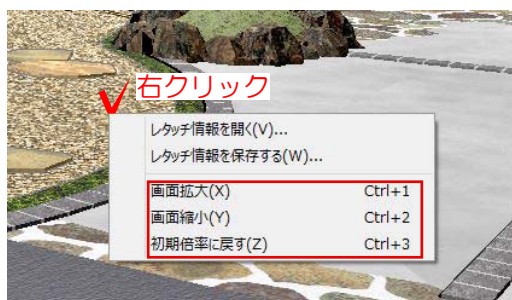 右クリック
レタッチ情報を開く(V)...
レタッチ情報を保存する(W)...
画面拡大(X) Ctrl+1
画面縮小(Y) Ctrl+2
初期倍率に戻す(Z) Ctrl+3